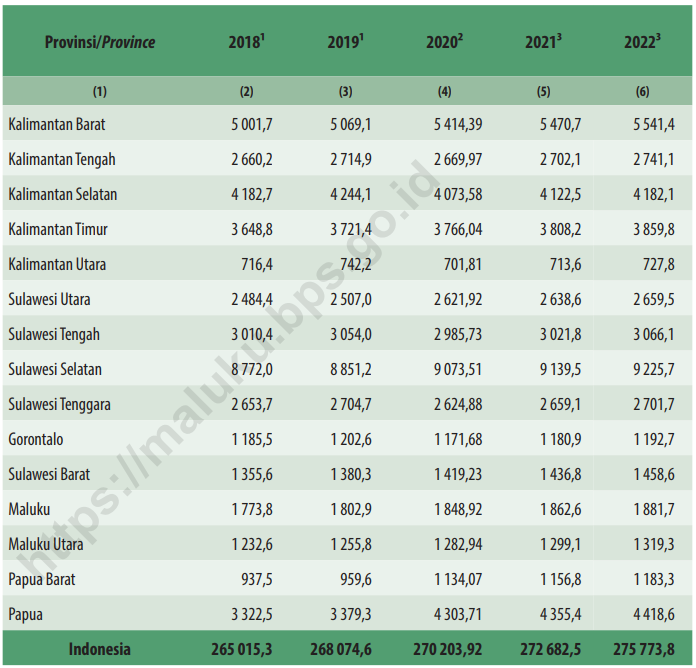 Provinsi/Province 2018¹ 2019¹ 2020² 2021³ 2022³
(1) (2) (3) (4) (5) (6)
Kalimantan Barat 5 001,7 5 069,1 5 414,39 5 470,7 5 541,4
Kalimantan Tengah 2 660,2 2 714,9 2 669,97 2 702,1 2 741,1
Kalimantan Selatan 4 182,7 4 244,1 4 073,58 4 122,5 4 182,1
Kalimantan Timur 3 648,8 3 721,4 3 766,04 3 808,2 3 859,8
Kalimantan Utara 716,4 742,2 701,81 713,6 727,8
Sulawesi Utara 2 484,4 2 507,0 2 621,92 2 638,6 2 659,5
Sulawesi Tengah 3 010,4 3 054,0 2 985,73 3 021,8 3 066,1
Sulawesi Selatan 8 772,0 8 851,2 9 073,51 9 139,5 9 225,7
Sulawesi Tenggara 2 653,7 2 704,7 2 624,88 2 659,1 2 701,7
Gorontalo 1 185,5 1 202,6 1 171,68 1 180,9 1 192,7
Sulawesi Barat 1 355,6 1 380,3 1 419,23 1 436,8 1 458,6
Maluku 1 773,8 1 802,9 1 848,92 1 862,6 1 881,7
Maluku Utara 1 232,6 1 255,8 1 282,94 1 299,1 1 319,3
Papua Barat 937,5 959,6 1 134,07 1 156,8 1 183,3
Papua 3 322,5 3 379,3 4 303,71 4 355,4 4 418,6
Indonesia 265 015,3 268 074,6 270 203,92 272 682,5 275 773,8
https://maluku.bps.go.id